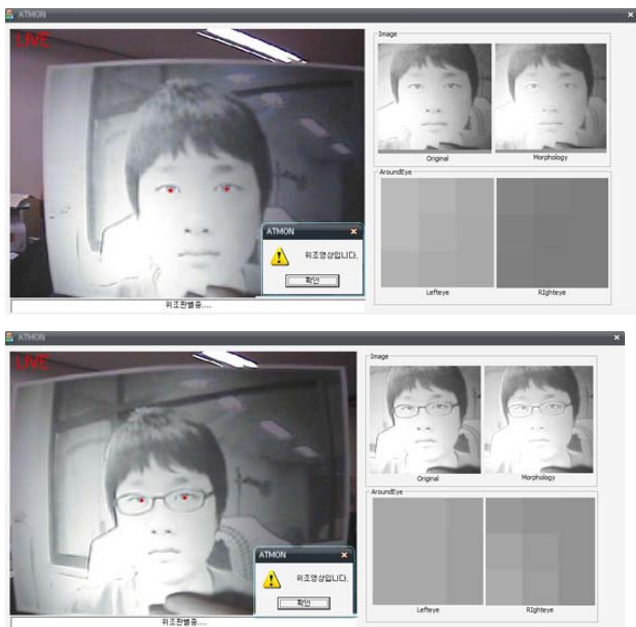 ATMON
LIVE
Image
Original
Morphology
AroundEye
Lefteye
RIghteye
ATMON
위조영상입니다.
확인
위조판별중....
ATMON
LIVE
Image
Original
Morphology
AroundEye
Lefteye
RIghteye
ATMON
위조영상입니다.
확인
위조판별중....